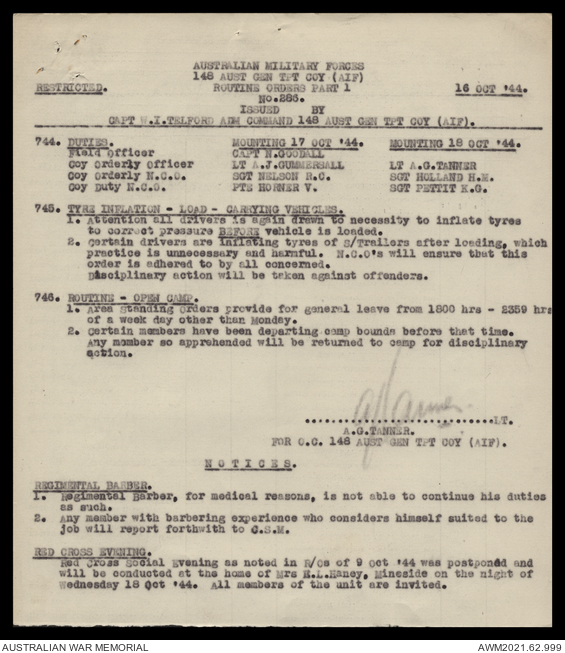 AUSTRALIAN MILITARY FORCES
148 AUST GEN TPT COY (AIF)
RESTRICTED. ROUTINE ORDERS PART 1 16 OCT '44.
NO.286.
ISSUED BY
CAPT W.I.TELFORD ADM COMMAND 148 AUST GEN TPT COY (AIF).
744. DUTIES. MOUNTING 17 OCT '44. MOUNTING 18 OCT '44.
Field Officer CAPT N.GOODALL
Coy Orderly Officer LT A.J.GUMMERSALL LT A.G.TANNER
Coy Orderly N.C.O. SGT NELSON R.C. SGT HOLLAND H.M.
Coy Duty N.C.O. PTE HORNER V. SGT PETTIT K.G.
745. TYRE INFLATION - LOAD - CARRYING VEHICLES.
1. Attention all drivers is again drawn to necessity to inflate tyres
to correct pressure BEFORE vehicle is loaded.
2. Certain drivers are inflating tyres of S/Trailers after loading, which
practice is unnecessary and harmful. N.C.O's will ensure that this
order is adhered to by all concerned.
Disciplinary action will be taken against offenders.
746. ROUTINE - OPEN CAMP.
1. Area Standing Orders provide for general leave from 1800 hrs - 2359 hrs
of a week day other than Monday.
2. Certain members have been departing camp bounds before that time.
Any member so apprehended will be returned to camp for disciplinary
action.
AGTanner
..............................LT.
A.G.TANNER.
FOR O.C. 148 AUST GEN TPT COY (AIF).
NOTICES.
REGIMENTAL BARBER.
1. Regimental Barber, for medical reasons, is not able to continue his duties
as such.
2. Any member with barbering experience who considers himself suited to the
job will report forthwith to C.S.M.
RED CROSS EVENING.
Red Cross Social Evening as noted in R/Os of 9 Oct '44 was postponed and
will be conducted at the home of Mrs H.L.Haney, Mineside on the night of
Wednesday 18 Oct '44. All members of the unit are invited.
AUSTRALIAN WAR MEMORIAL AWM2021.62.999